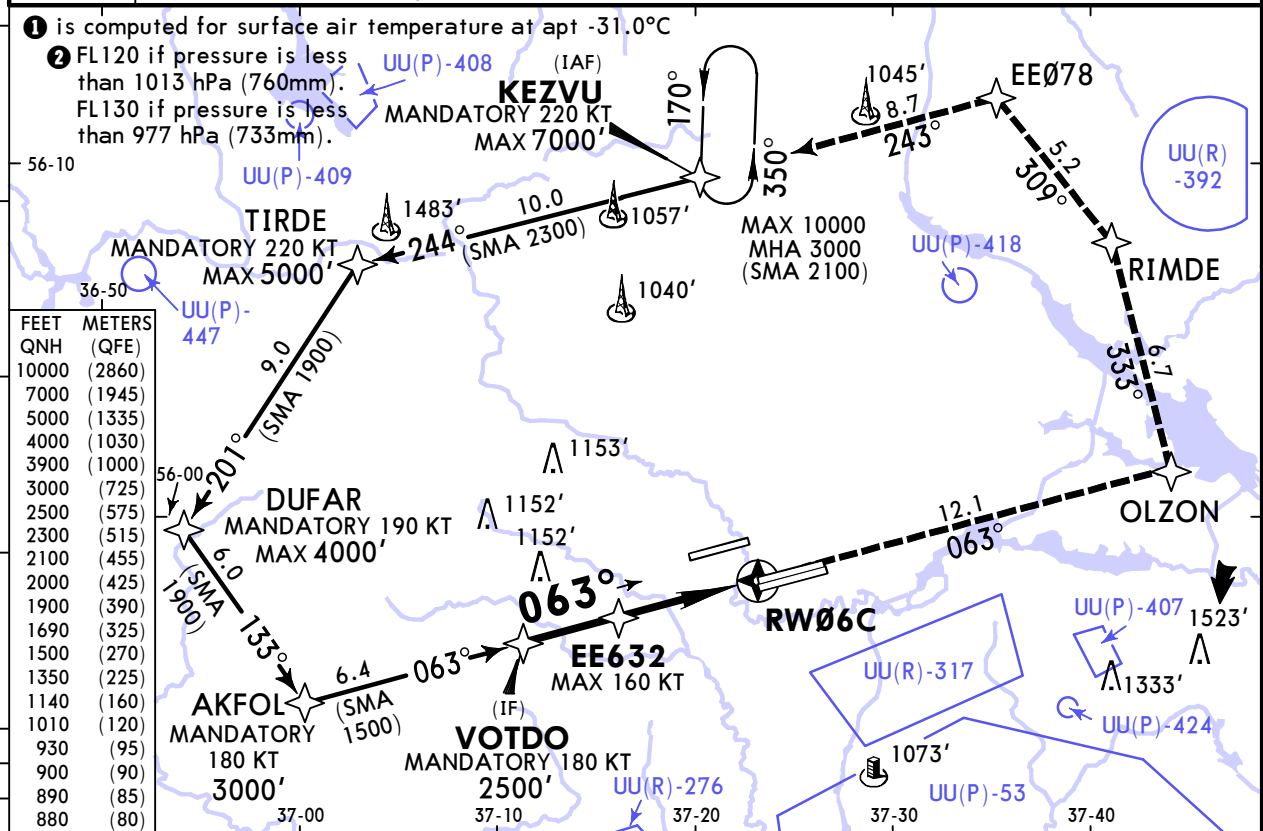 ❶ is computed for surface air temperature at apt -31.0°C
❷ FL120 if pressure is less
than 1013 hPa (760mm).
FL130 if pressure is less
than 977 hPa (733mm).
UU(P)-408
UU(P)-409
(IAF)
KEZVU
MANDATORY 220 KT
MAX 7000'
170°
350°
1045'
8.7
243°
EEØ78
5.2
309°
UU(R)
-392
56-10
TIRDE
MANDATORY 220 KT
MAX 5000'
1483'
10.0
244°
(SMA 2300)
1057'
1040'
MAX 10000
MHA 3000
(SMA 2100)
UU(P)-418
RIMDE
6.7
333°
36-50
UU(P)-
447
FEET METERS
QNH (QFE)
10000 (2860)
7000 (1945)
5000 (1335)
4000 (1030)
3900 (1000)
3000 (725)
2500 (575)
2300 (515)
2100 (455)
2000 (425)
1900 (390)
1690 (325)
1500 (270)
1350 (225)
1140 (160)
1010 (120)
930 (95)
900 (90)
890 (85)
880 (80)
9.0
(SMA 1900)
201°
56-00
DUFAR
MANDATORY 190 KT
MAX 4000'
1153'
1152'
1152'
12.1
063°
OLZON
6.0
(SMA
1900)
133°
063°
RWØ6C
EE632
MAX 160 KT
6.4
063°
(SMA
1500)
AKFOL
MANDATORY
180 KT
3000'
(IF)
VOTDO
MANDATORY 180 KT
2500'
UU(R)-317
UU(P)-407
1523'
1333'
UU(P)-424
1073'
UU(R)-276
UU(P)-53
37-00
37-10
37-20
37-30
37-40